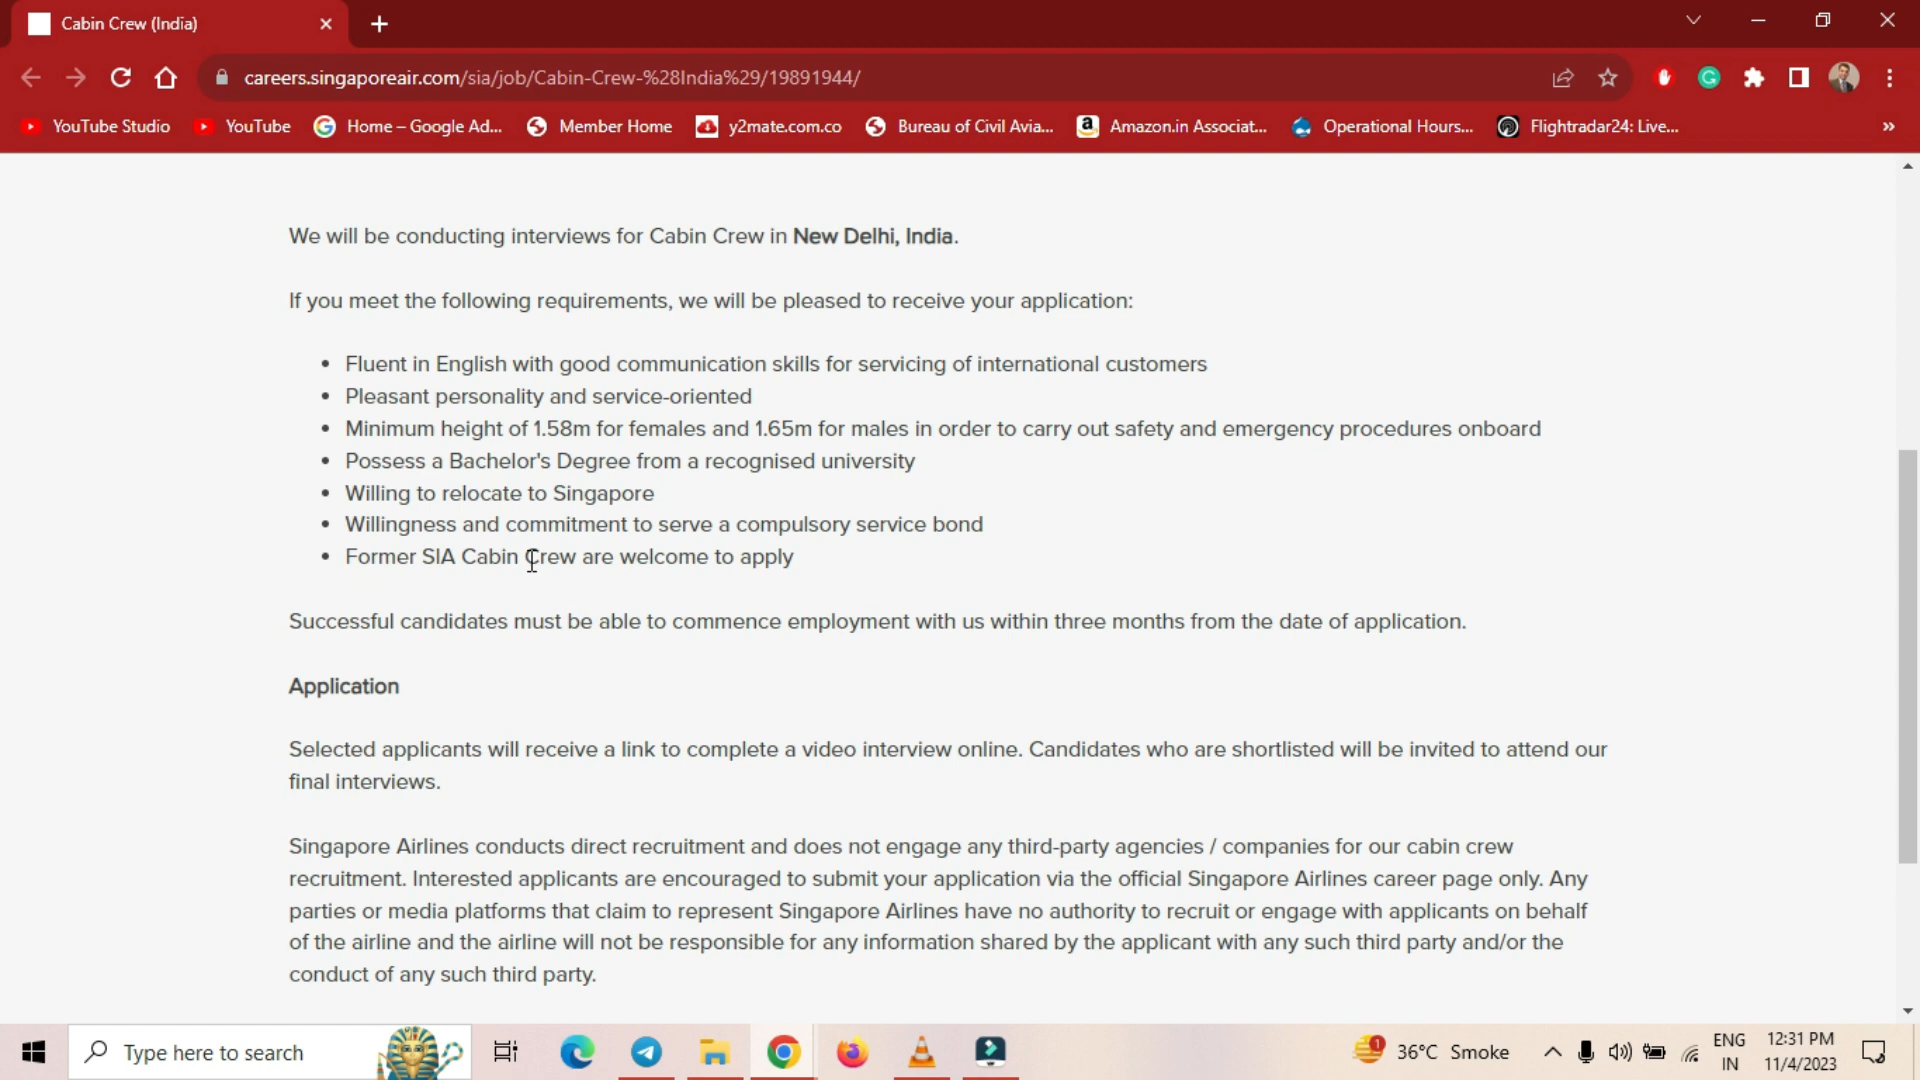 Cabin Crew (India)
careers.singaporeair.com/sia/job/Cabin-Crew-%28India%29/19891944/
YouTube Studio YouTube Home – Google Ad... Member Home y2mate.com.co Bureau of Civil Avia... Amazon.in Associat... Operational Hours... Flightradar24: Live... »
We will be conducting interviews for Cabin Crew in New Delhi, India.
If you meet the following requirements, we will be pleased to receive your application:
• Fluent in English with good communication skills for servicing of international customers
• Pleasant personality and service-oriented
• Minimum height of 1.58m for females and 1.65m for males in order to carry out safety and emergency procedures onboard
• Possess a Bachelor's Degree from a recognised university
• Willing to relocate to Singapore
• Willingness and commitment to serve a compulsory service bond
• Former SIA Cabin Crew are welcome to apply
Successful candidates must be able to commence employment with us within three months from the date of application.
Application
Selected applicants will receive a link to complete a video interview online. Candidates who are shortlisted will be invited to attend our
final interviews.
Singapore Airlines conducts direct recruitment and does not engage any third-party agencies / companies for our cabin crew
recruitment. Interested applicants are encouraged to submit your application via the official Singapore Airlines career page only. Any
parties or media platforms that claim to represent Singapore Airlines have no authority to recruit or engage with applicants on behalf
of the airline and the airline will not be responsible for any information shared by the applicant with any such third party and/or the
conduct of any such third party.
Type here to search 1 36°C Smoke ENG 12:31 PM
IN 11/4/2023